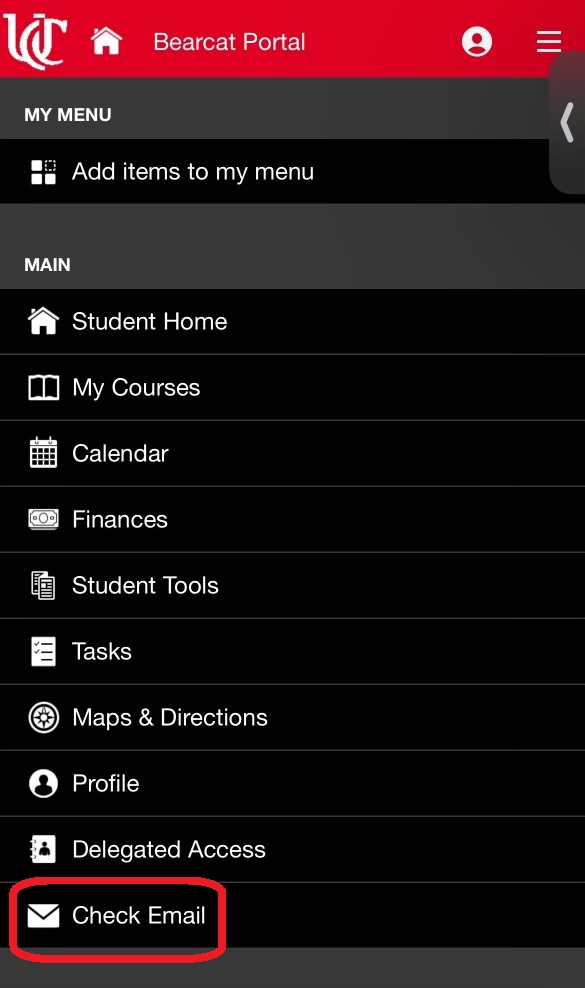 UC
Bearcat Portal
MY MENU
Add items to my menu
MAIN
Student Home
My Courses
Calendar
Finances
Student Tools
Tasks
Maps & Directions
Profile
Delegated Access
Check Email